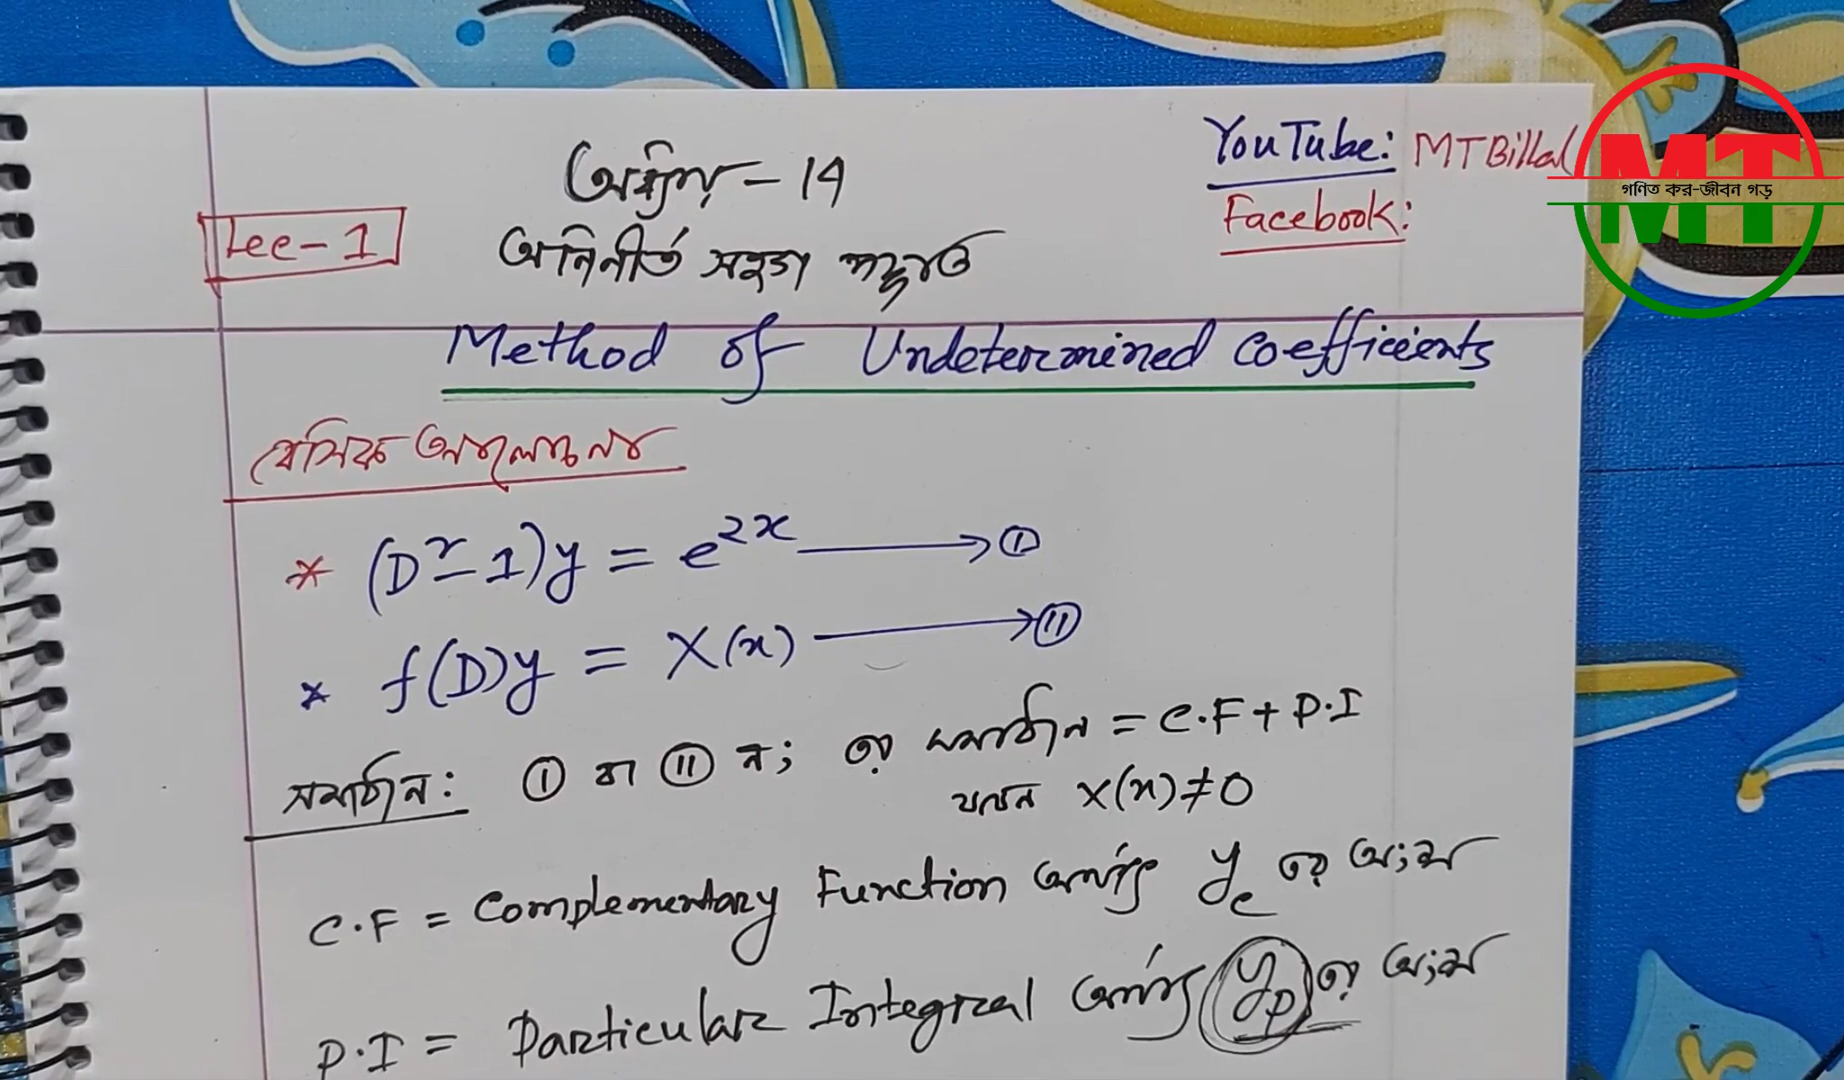 অধ্যায় - 14
YouTube: MTBillal
Facebook:
MT
গণিত কর-জীবন গড়
Lec-1
অনির্নীত সহগ পদ্ধতি
Method of Undetermined Coefficients
বেসিক আলোচনা
* (D² - 1)y = e^{2x} → (I)
* f(D)y = X(x) → (II)
সমাধান: (I) বা (II) নং এর সমাধান = C.F + P.I
যখন X(x) ≠ 0
C.F = Complementary Function অর্থাৎ y_c এর অংশ
P.I = Particular Integral অর্থাৎ y_p এর অংশ